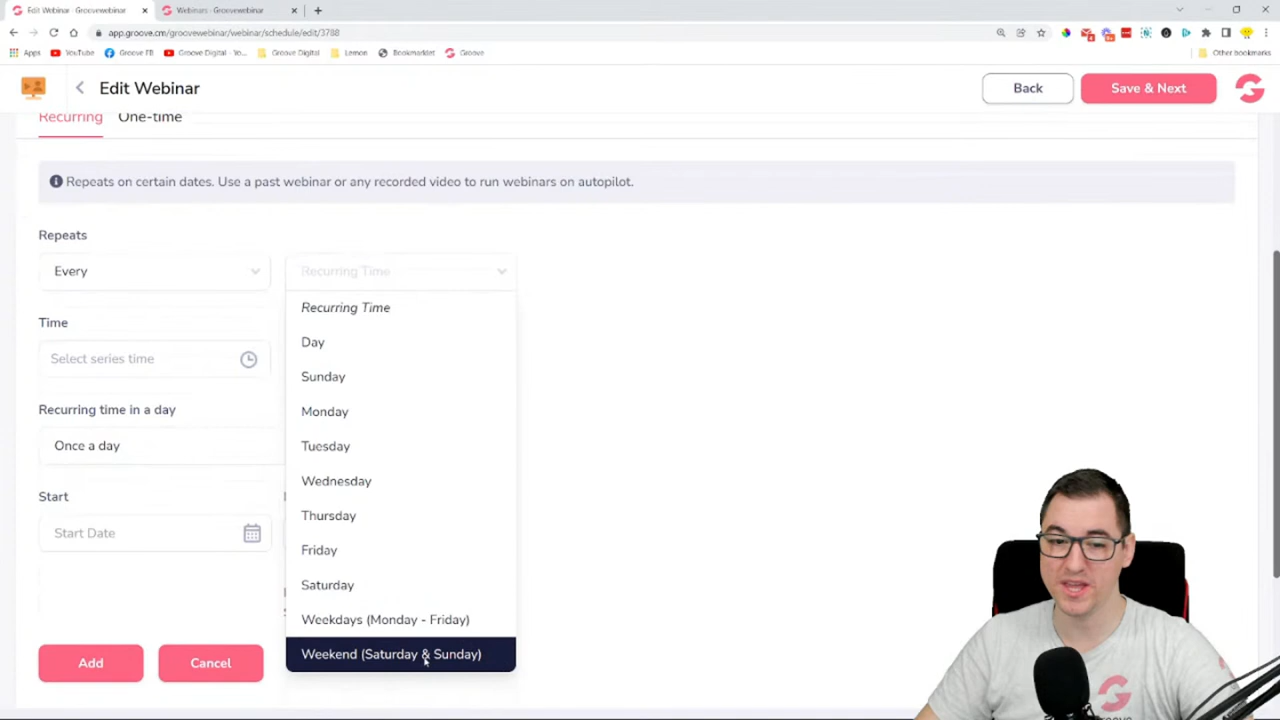 Edit Webinar - Groovewebinar
Webinars - Groovewebinar
app.groove.cm/groovewebinar/webinar/schedule/edit/3788
Apps
YouTube
Groove FB
Groove Digital - Yo...
Groove Digital
Lemon
Bookmarklet
Groove
Other bookmarks
Edit Webinar
Back
Save & Next
Recurring
One-time
Repeats on certain dates. Use a past webinar or any recorded video to run webinars on autopilot.
Repeats
Every
Recurring Time
Recurring Time
Day
Sunday
Monday
Tuesday
Wednesday
Thursday
Friday
Saturday
Weekdays (Monday - Friday)
Weekend (Saturday & Sunday)
Time
Select series time
Recurring time in a day
Once a day
Start
Start Date
Add
Cancel